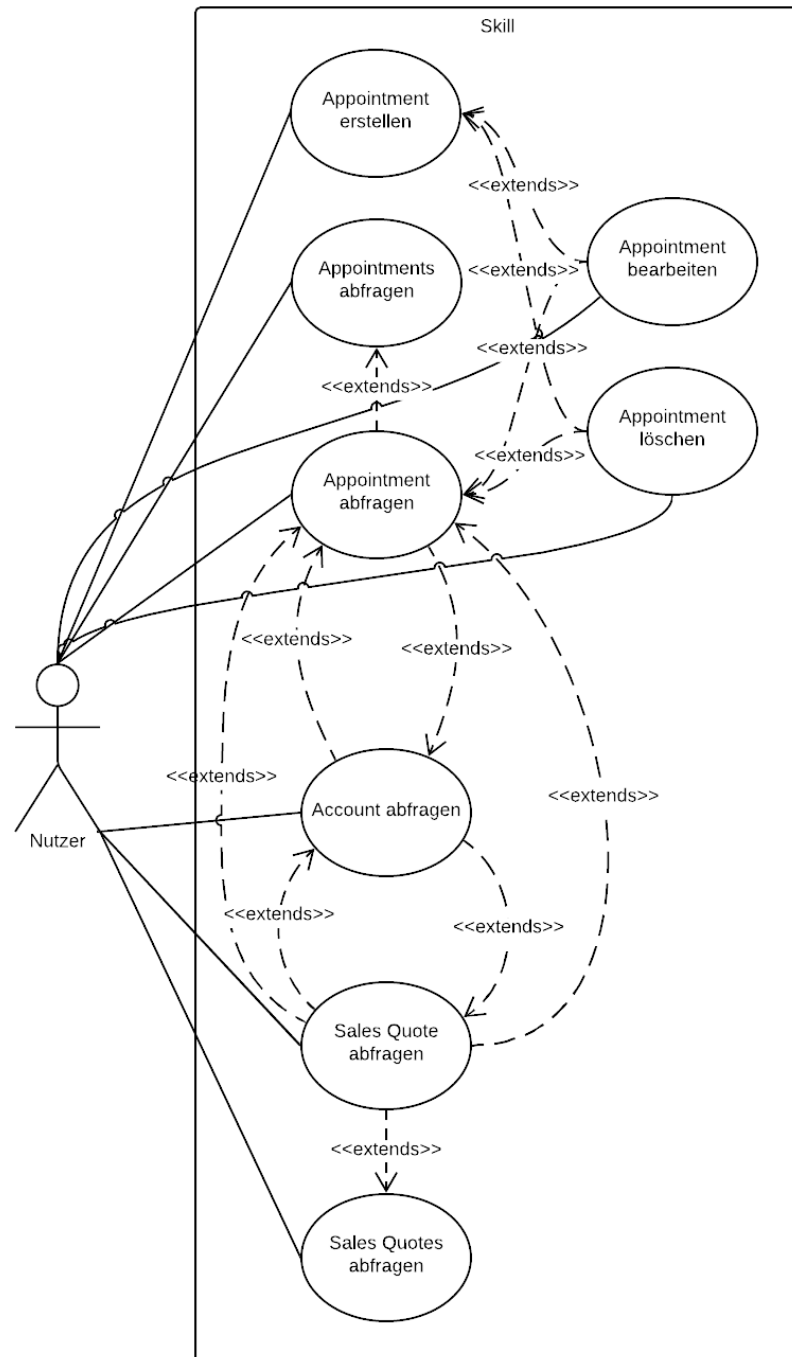 Skill
Appointment
erstellen
<<extends>>
Appointment
bearbeiten
Appointments
abfragen
<<extends>>
<<extends>>
<<extends>>
Appointment
löschen
Appointment
abfragen
<<extends>>
<<extends>>
<<extends>>
<<extends>>
<<extends>>
Account abfragen
Nutzer
<<extends>>
<<extends>>
Sales Quote
abfragen
<<extends>>
Sales Quotes
abfragen